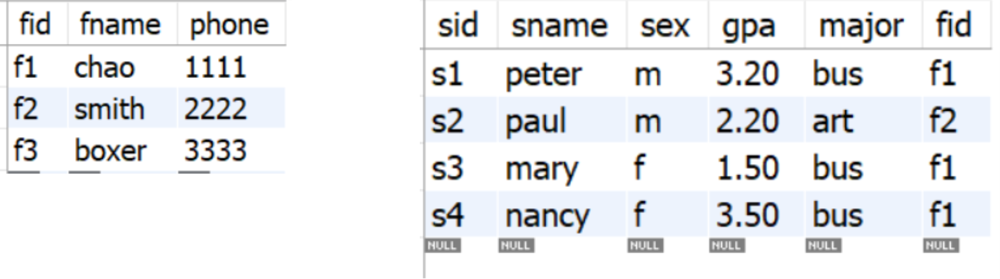 fid fname phone
f1 chao 1111
f2 smith 2222
f3 boxer 3333
sid sname sex gpa major fid
s1 peter m 3.20 bus f1
s2 paul m 2.20 art f2
s3 mary f 1.50 bus f1
s4 nancy f 3.50 bus f1
NULL NULL NULL NULL NULL NULL